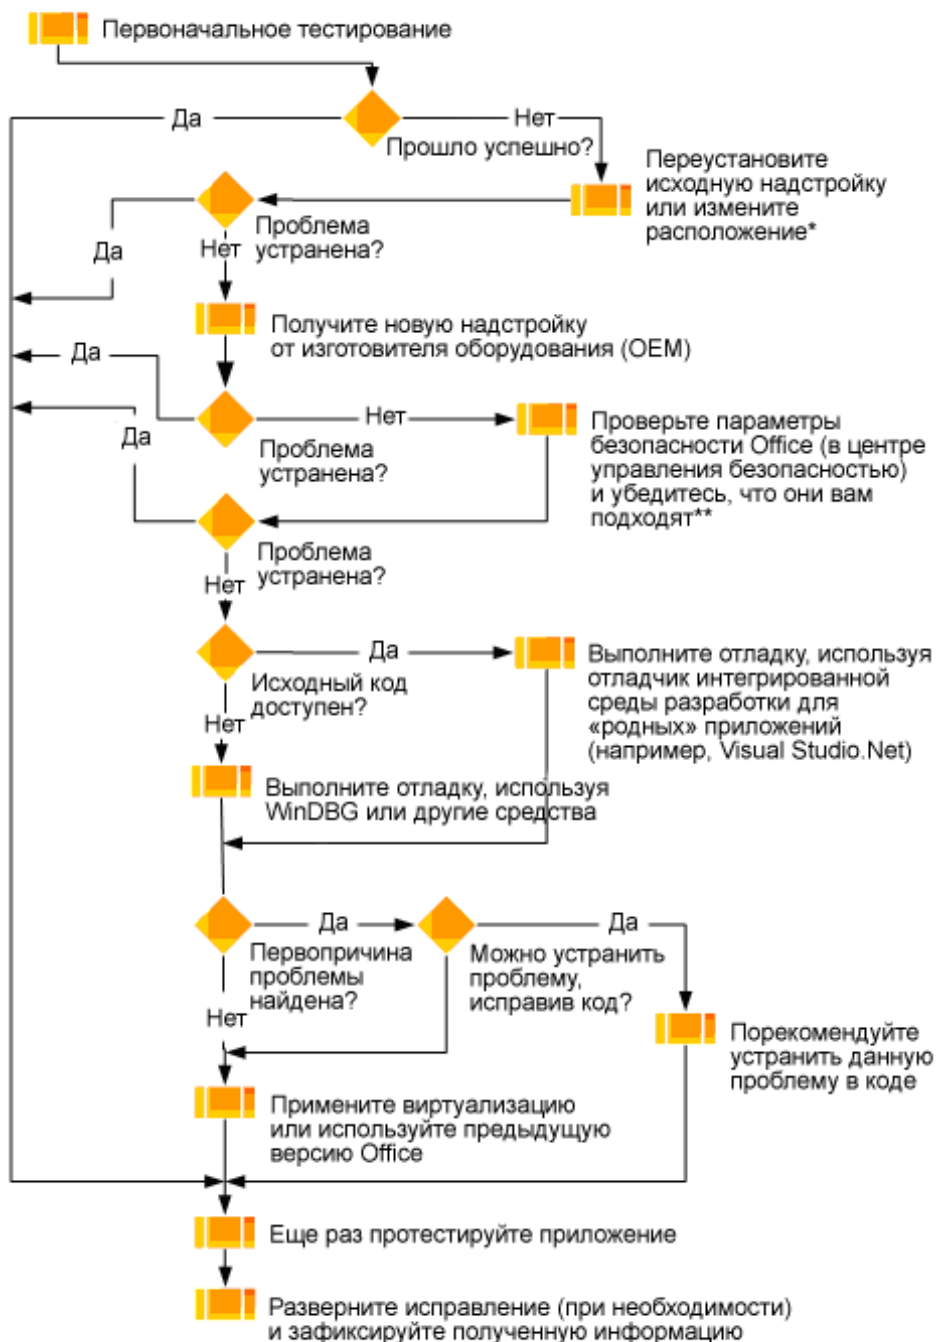 Первоначальное тестирование
Да
Нет
Прошло успешно?
Переустановите
исходную надстройку
или измените
расположение*
Проблема
устранена?
Да
Нет
Получите новую надстройку
от изготовителя оборудования (OEM)
Да
Нет
Проблема
устранена?
Проверьте параметры
безопасности Office (в центре
управления безопасностью)
и убедитесь, что они вам
подходят**
Да
Проблема
устранена?
Нет
Да
Исходный код
доступен?
Выполните отладку, используя
отладчик интегрированной
среды разработки для
«родных» приложений
(например, Visual Studio.Net)
Нет
Выполните отладку, используя
WinDBG или другие средства
Да
Да
Первопричина
проблемы
найдена?
Можно устранить
проблему,
исправив код?
Нет
Порекомендуйте
устранить данную
проблему в коде
Примените виртуализацию
или используйте предыдущую
версию Office
Еще раз протестируйте приложение
Разверните исправление (при необходимости)
и зафиксируйте полученную информацию